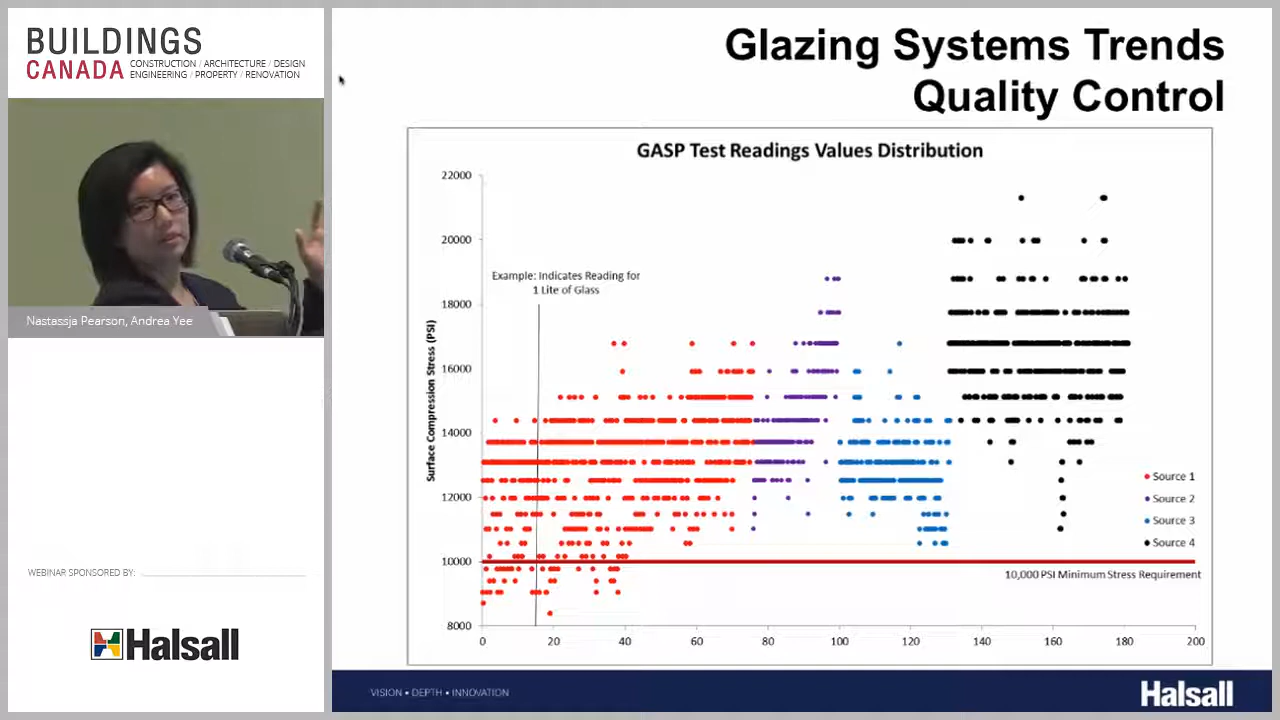 BUILDINGS
CANADA CONSTRUCTION / ARCHITECTURE / DESIGN
ENGINEERING / PROPERTY / RENOVATION
Nastassja Pearson, Andrea Yee
WEBINAR SPONSORED BY:
Halsall
Glazing Systems Trends
Quality Control
GASP Test Readings Values Distribution
Surface Compression Stress (PSI)
22000
20000
18000
16000
14000
12000
10000
8000
Example: Indicates Reading for
1 Lite of Glass
Source 1
Source 2
Source 3
Source 4
10,000 PSI Minimum Stress Requirement
0 20 40 60 80 100 120 140 160 180 200
VISION • DEPTH • INNOVATION
Halsall